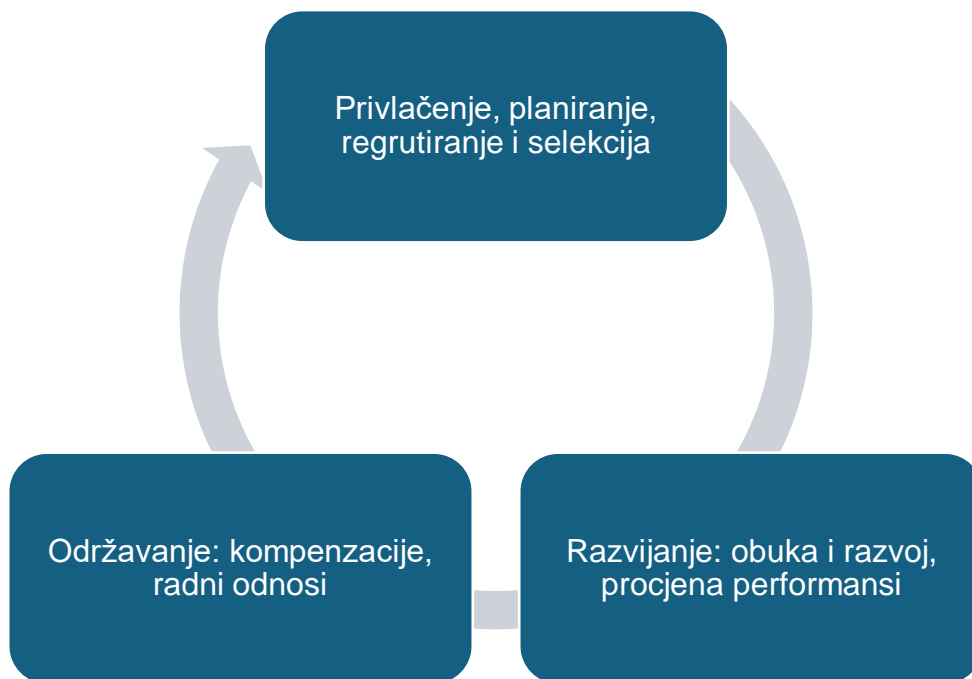 Privlačenje, planiranje,
regrutiranje i selekcija
Razvijanje: obuka i razvoj,
procjena performansi
Održavanje: kompenzacije,
radni odnosi